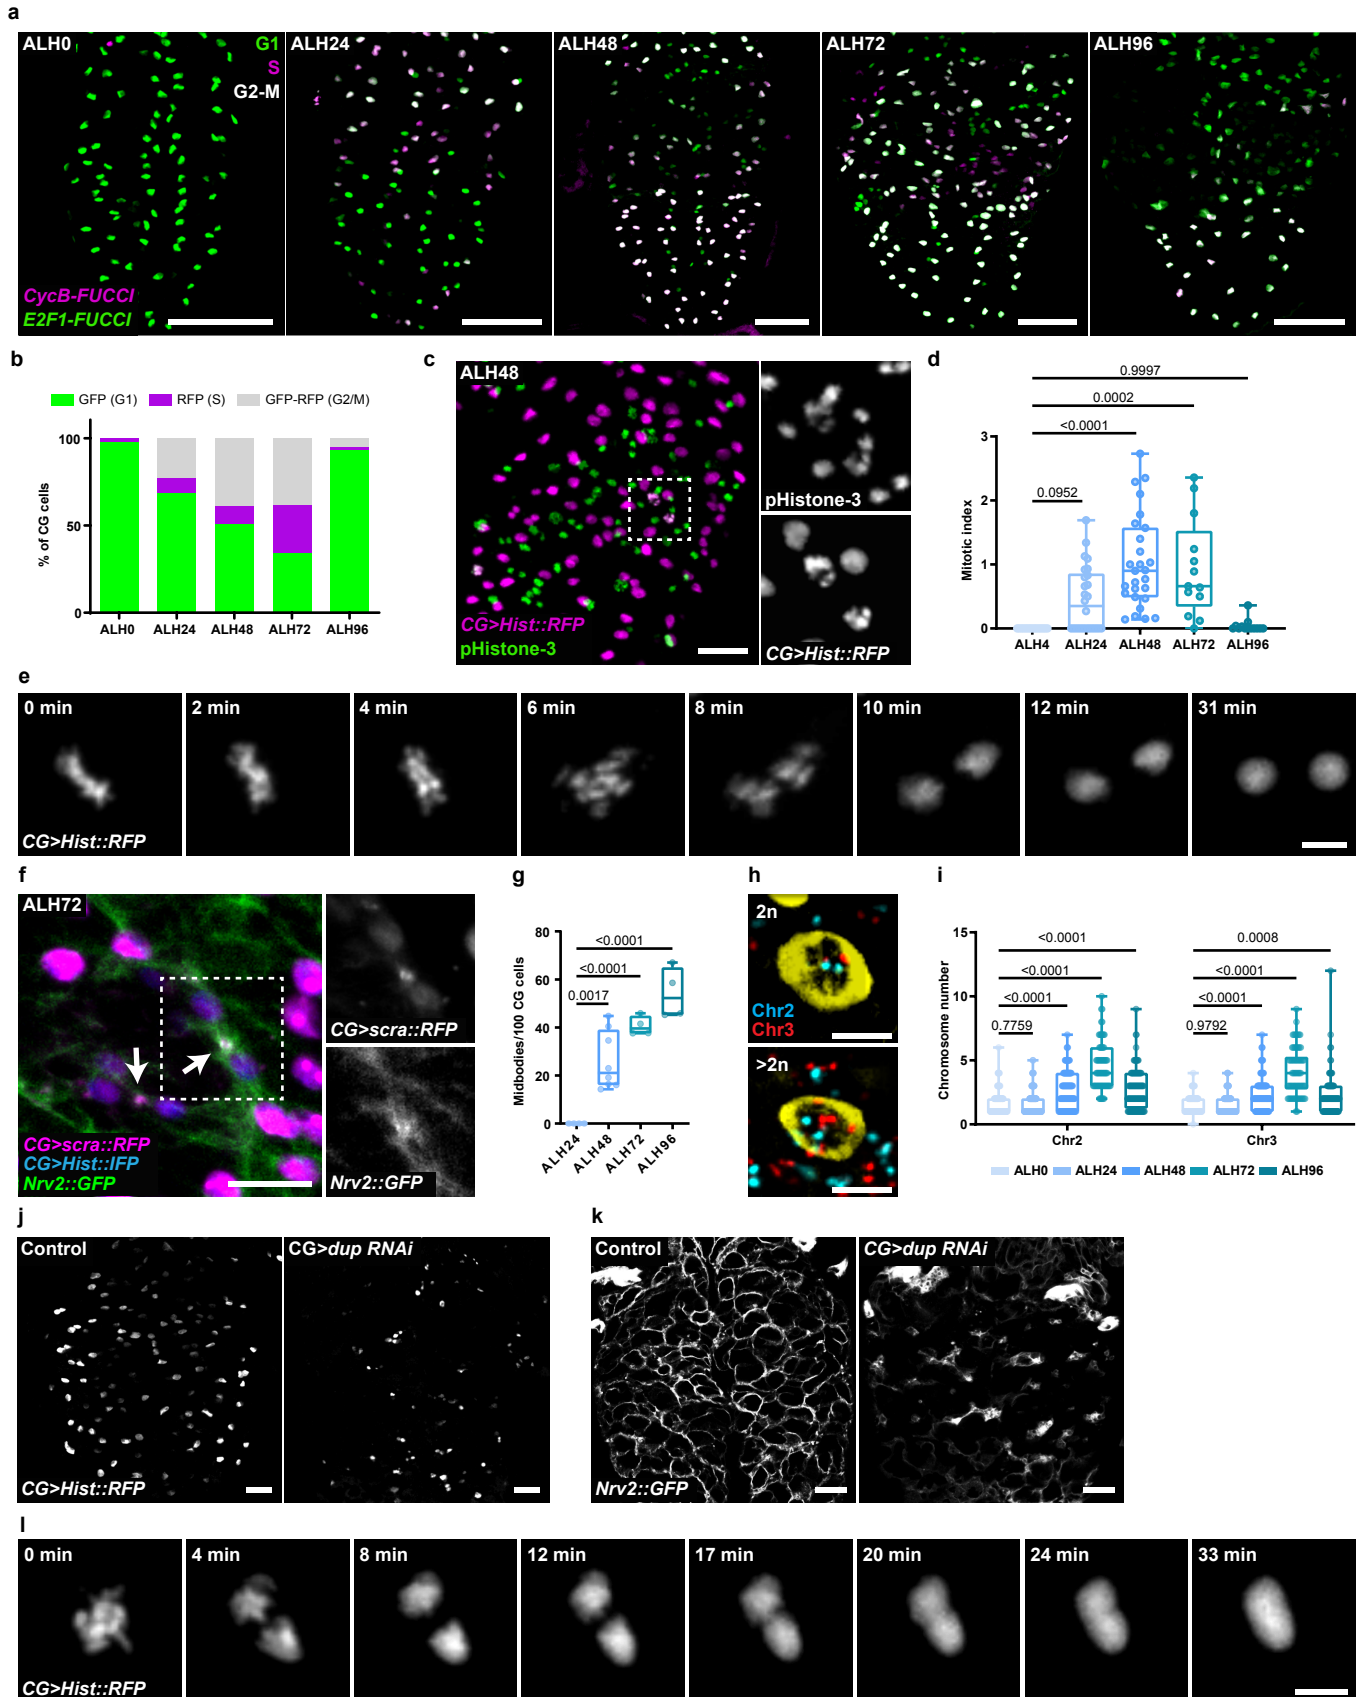 a
ALH0
G1
S
G2-M
CycB-FUCCI
E2F1-FUCCI
ALH24
ALH48
ALH72
ALH96
b
GFP (G1)
RFP (S)
GFP-RFP (G2/M)
% of CG cells
100
50
0
ALH0 ALH24 ALH48 ALH72 ALH96
c
ALH48
CG>Hist::RFP
pHistone-3
pHistone-3
CG>Hist::RFP
d
0.9997
0.0002
<0.0001
0.0952
Mitotic index
3
2
1
0
ALH4 ALH24 ALH48 ALH72 ALH96
e
0 min
2 min
4 min
6 min
8 min
10 min
12 min
31 min
CG>Hist::RFP
f
ALH72
CG>scra::RFP
CG>Hist::IFP
Nrv2::GFP
CG>scra::RFP
Nrv2::GFP
g
<0.0001
<0.0001
0.0017
Midbodies/100 CG cells
80
60
40
20
0
ALH24
ALH48
ALH72
ALH96
h
2n
Chr2
Chr3
>2n
i
<0.0001
<0.0001
<0.0001
0.7759
0.0008
<0.0001
<0.0001
0.9792
Chromosome number
15
10
5
0
Chr2 Chr3
ALH0 ALH24 ALH48 ALH72 ALH96
j
Control
CG>Hist::RFP
CG>dup RNAi
k
Control
Nrv2::GFP
CG>dup RNAi
l
0 min
4 min
8 min
12 min
17 min
20 min
24 min
33 min
CG>Hist::RFP